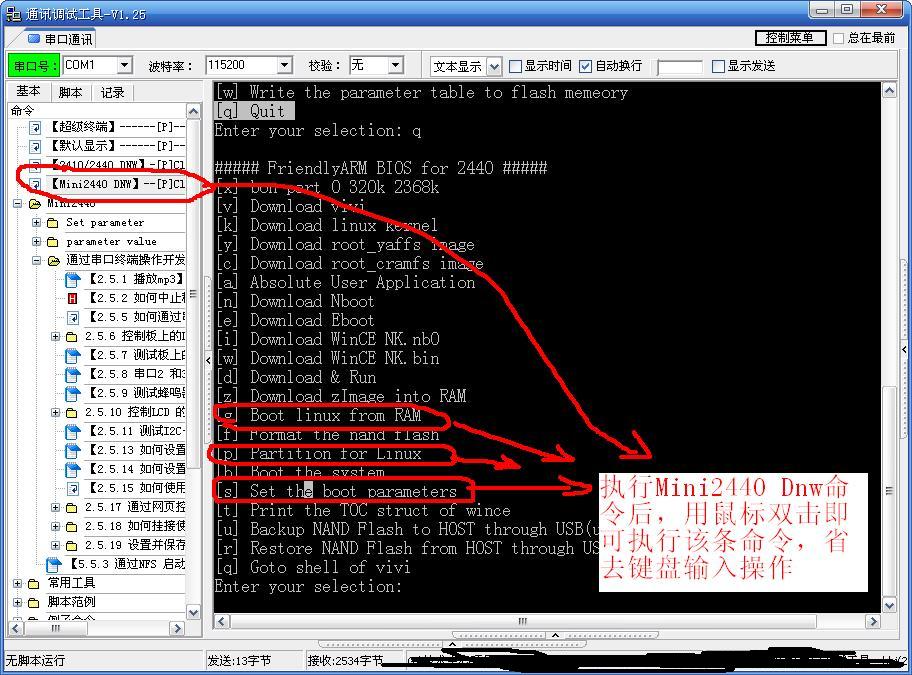 通讯调试工具-V1.25
串口通讯
控制菜单
总在最前
串口号: COM1 波特率: 115200 校验: 无 文本显示 显示时间 自动换行 显示发送
基本 脚本 记录
命令
【超级终端】------[P]--
【默认显示】------[P]--
【2410/2440 DNW】-[P]Cl
【Mini2440 DNW】--[P]Cl
Mini2440
Set parameter
parameter value
通过串口终端操作开发
【2.5.1 播放mp3】
【2.5.2 如何中止
【2.5.5 如何通过
2.5.6 控制板上的
【2.5.7 测试板上
【2.5.8 串口2 和3
【2.5.9 测试蜂鸣
2.5.10 控制LCD 的
【2.5.11 测试I2C-
【2.5.13 如何设置
【2.5.14 如何设置
【2.5.15 如何使用
2.5.17 通过网页控
2.5.18 如何挂接使
2.5.19 设置并保存
【5.5.3 通过NFS 启动
常用工具
脚本范例
[w] Write the parameter table to flash memeory
[q] Quit
Enter your selection: q
##### FriendlyARM BIOS for 2440 #####
[x] bon part 0 320k 2368k
[v] Download vivi
[k] Download linux kernel
[y] Download root_yaffs image
[c] Download root_cramfs image
[a] Absolute User Application
[n] Download Nboot
[e] Download Eboot
[i] Download WinCE NK.nb0
[w] Download WinCE NK.bin
[d] Download & Run
[z] Download zImage into RAM
[g] Boot linux from RAM
[f] Format the nand flash
[p] Partition for Linux
[b] Boot the system
[s] Set the boot parameters
[t] Print the TOC struct of wince
[u] Backup NAND Flash to HOST through USB(u
[r] Restore NAND Flash from HOST through US
[q] Goto shell of vivi
Enter your selection:
执行Mini2440 Dnw命
令后，用鼠标双击即
可执行该条命令，省
去键盘输入操作
无脚本运行 发送:13字节 接收:2534字节